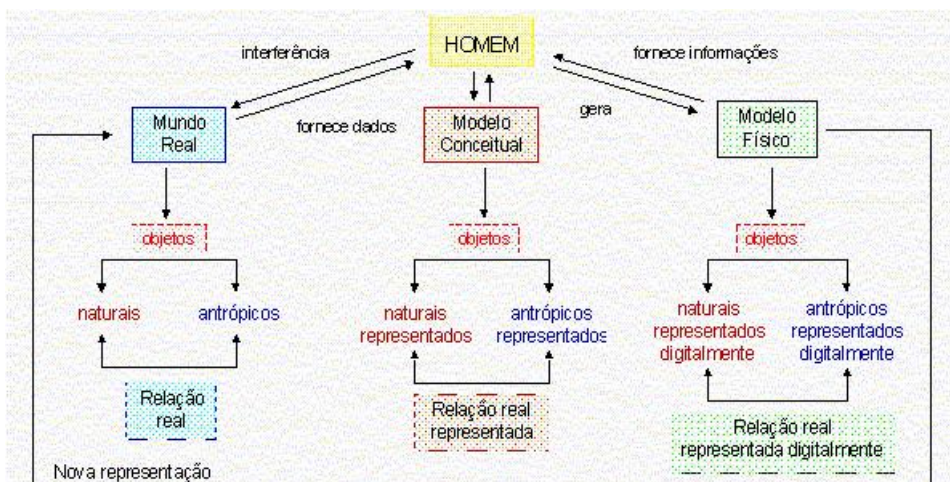 HOMEM
interferência
fornece informações
fornece dados
gera
Mundo
Real
Modelo
Conceitual
Modelo
Físico
objetos
objetos
objetos
naturais
antrópicos
naturais
representados
antrópicos
representados
naturais
representados
digitalmente
antrópicos
representados
digitalmente
Relação
real
Relação real
representada
Relação real
representada digitalmente
Nova representação